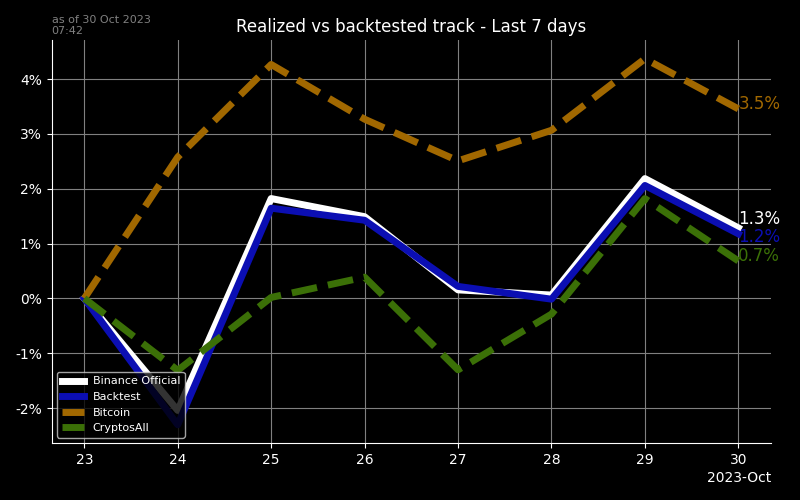 as of 30 Oct 2023
07:42
Realized vs backtested track - Last 7 days
4%
3%
2%
1%
0%
-1%
-2%
3.5%
1.3%
1.2%
0.7%
Binance Official
Backtest
Bitcoin
CryptosAll
23 24 25 26 27 28 29 30
2023-Oct